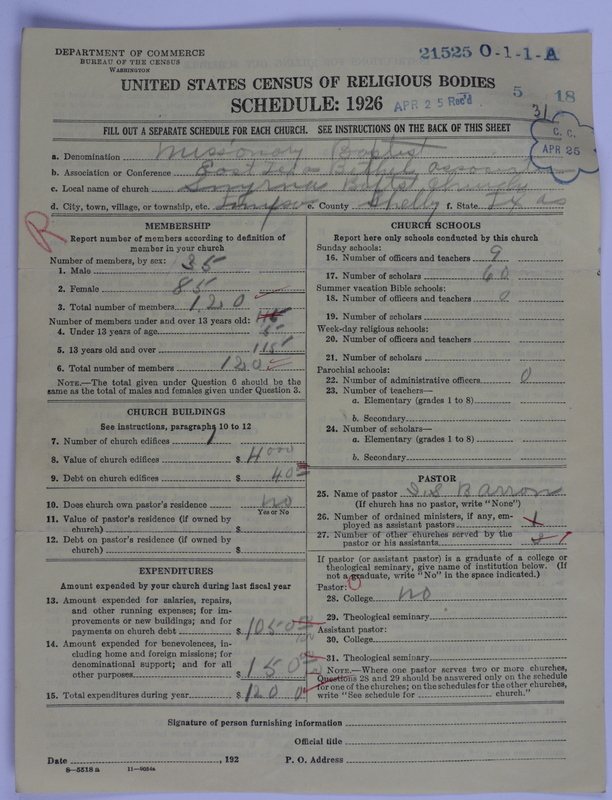 DEPARTMENT OF COMMERCE
BUREAU OF THE CENSUS
WASHINGTON
21525 O-1-1-A
UNITED STATES CENSUS OF RELIGIOUS BODIES
SCHEDULE: 1926
APR 25 Rec'd
5 18
31
FILL OUT A SEPARATE SCHEDULE FOR EACH CHURCH. SEE INSTRUCTIONS ON THE BACK OF THIS SHEET
C. C.
APR 25
a. Denomination Missionary Baptist
b. Association or Conference East Texas Bethel Association
c. Local name of church Smyrna Bapts Church
d. City, town, village, or township, etc. Timpson e. County Shelby f. State Tx as
R
MEMBERSHIP
Report number of members according to definition of member in your church
Number of members, by sex:
1. Male 35
2. Female 85
3. Total number of members 120
Number of members under and over 13 years old: 115
4. Under 13 years of age 5
5. 13 years old and over 115
6. Total number of members 120
NOTE.—The total given under Question 6 should be
same as the total of males and females given under Question 3.
CHURCH BUILDINGS
See instructions, paragraphs 10 to 12
7. Number of church edifices 1
8. Value of church edifices $ 4000
9. Debt on church edifices $ 40
10. Does church own pastor's residence no
Yes or No
11. Value of pastor's residence (if owned by
church) $
12. Debt on pastor's residence (if owned by
church) $
EXPENDITURES
Amount expended by your church during last fiscal year
13. Amount expended for salaries, repairs,
and other running expenses; for im-
provements or new buildings; and for
payments on church debt $ 1050
14. Amount expended for benevolences, in-
cluding home and foreign missions; for
denominational support; and for all
other purposes $ 150
15. Total expenditures during year $ 120 0
CHURCH SCHOOLS
Report here only schools conducted by this church
Sunday schools:
16. Number of officers and teachers 9
17. Number of scholars 60
Summer vacation Bible schools:
18. Number of officers and teachers 0
19. Number of scholars
Week-day religious schools:
20. Number of officers and teachers
21. Number of scholars
Parochial schools:
22. Number of administrative officers 0
23. Number of teachers—
a. Elementary (grades 1 to 8)
b. Secondary
24. Number of scholars—
a. Elementary (grades 1 to 8)
b. Secondary
PASTOR
25. Name of pastor I. S. Barron
(If church has no pastor, write "None")
26. Number of ordained ministers, if any, em-
ployed as assistant pastors
27. Number of other churches served by the
pastor or his assistants
If pastor (or assistant pastor) is a graduate of a college or
theological seminary, give name of institution below. (If
not a graduate, write "No" in the space indicated.)
Pastor:
28. College no
29. Theological seminary
Assistant pastor:
30. College
31. Theological seminary
NOTE.—Where one pastor serves two or more churches,
Questions 28 and 29 should be answered only on the schedule
for one of the churches; on the schedules for the other churches,
write "See schedule for church."
Signature of person furnishing information
Official title
Date , 192 P. O. Address
8-5518 a 11-9024a